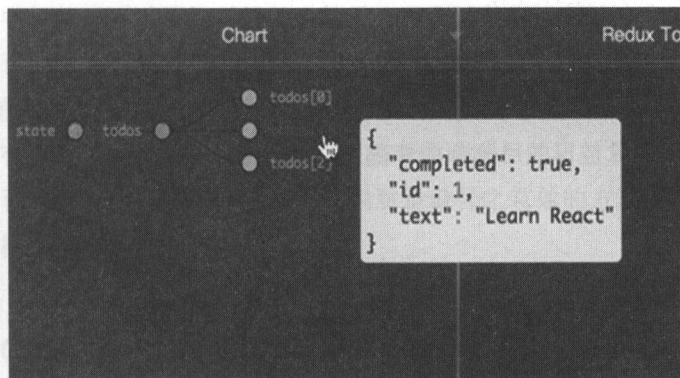 Chart
Redux To
todos[0]
state
todos
todos[2]
{
"completed": true,
"id": 1,
"text": "Learn React"
}